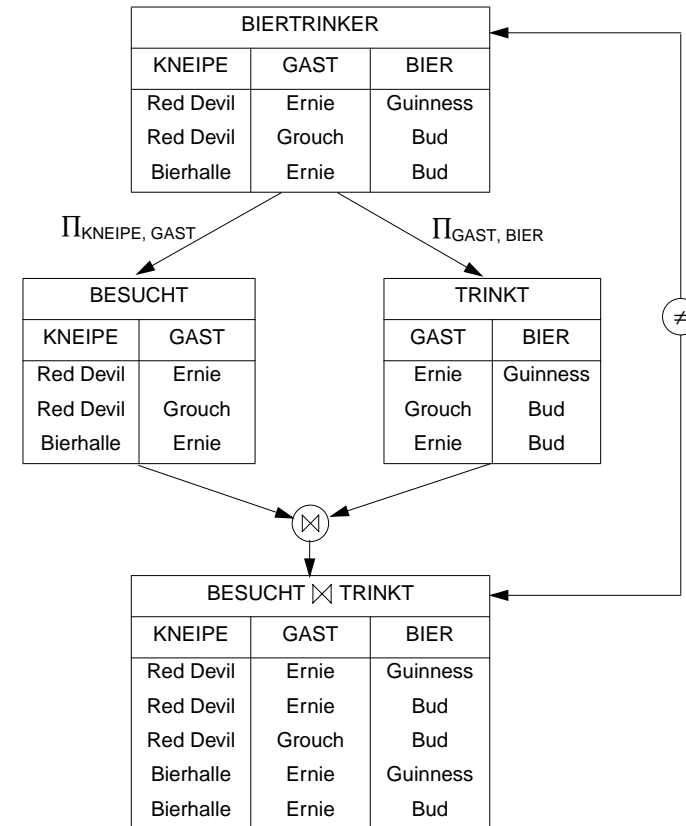 BIERTRINKER
KNEIPE GAST BIER
Red Devil Ernie Guinness
Red Devil Grouch Bud
Bierhalle Ernie Bud
ΠKNEIPE, GAST
ΠGAST, BIER
BESUCHT
KNEIPE GAST
Red Devil Ernie
Red Devil Grouch
Bierhalle Ernie
TRINKT
GAST BIER
Ernie Guinness
Grouch Bud
Ernie Bud
≠
⋈
BESUCHT ⋈ TRINKT
KNEIPE GAST BIER
Red Devil Ernie Guinness
Red Devil Ernie Bud
Red Devil Grouch Bud
Bierhalle Ernie Guinness
Bierhalle Ernie Bud